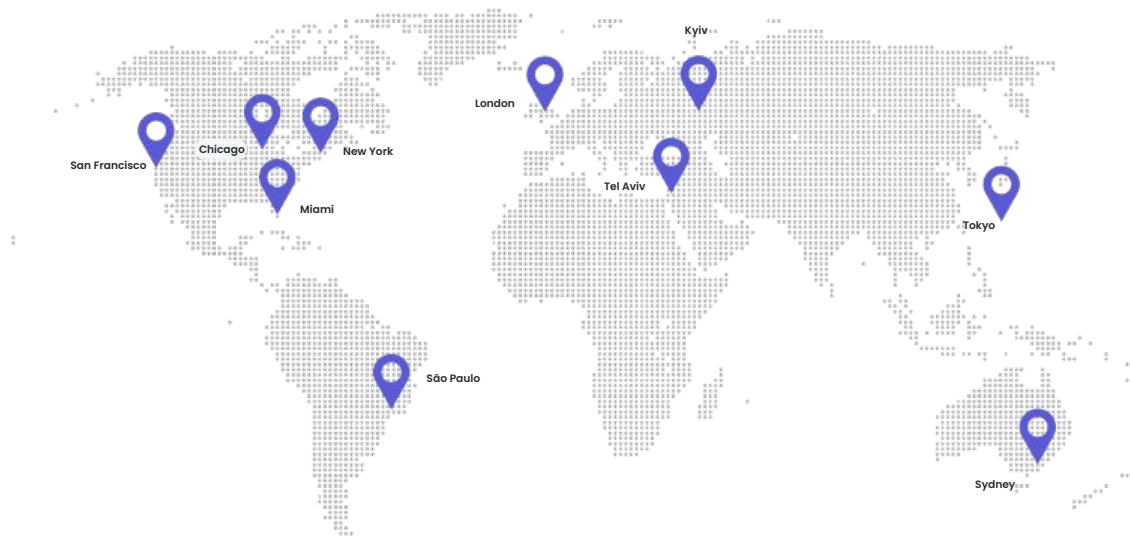 Kyiv
London
Chicago
New York
San Francisco
Tel Aviv
Miami
Tokyo
São Paulo
Sydney